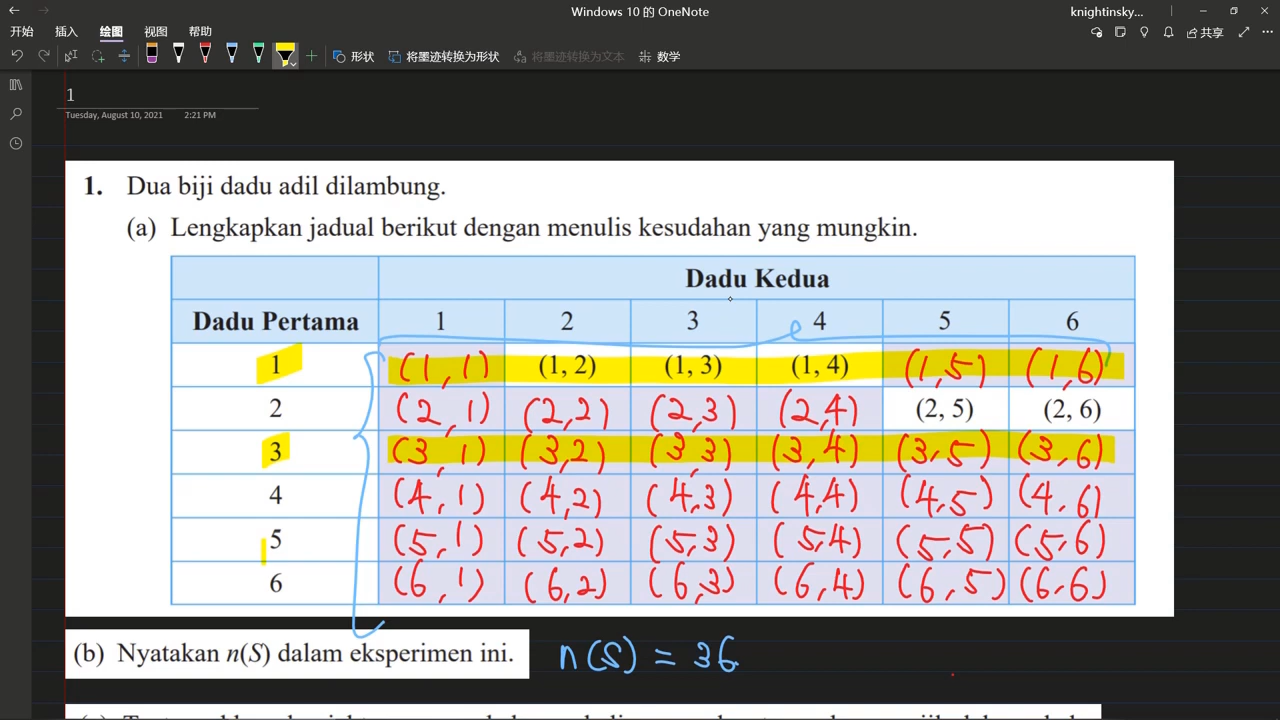 Windows 10 的 OneNote
knightinsky...
开始 插入 绘图 视图 帮助
共享
形状 将墨迹转换为形状 将墨迹转换为文本 数学
1
Tuesday, August 10, 2021 2:21 PM
1. Dua biji dadu adil dilambung.
(a) Lengkapkan jadual berikut dengan menulis kesudahan yang mungkin.
Dadu Kedua
Dadu Pertama 1 2 3 4 5 6
1 (1, 1) (1, 2) (1, 3) (1, 4) (1, 5) (1, 6)
2 (2, 1) (2, 2) (2, 3) (2, 4) (2, 5) (2, 6)
3 (3, 1) (3, 2) (3, 3) (3, 4) (3, 5) (3, 6)
4 (4, 1) (4, 2) (4, 3) (4, 4) (4, 5) (4, 6)
5 (5, 1) (5, 2) (5, 3) (5, 4) (5, 5) (5, 6)
6 (6, 1) (6, 2) (6, 3) (6, 4) (6, 5) (6, 6)
(b) Nyatakan n(S) dalam eksperimen ini. n(S) = 36